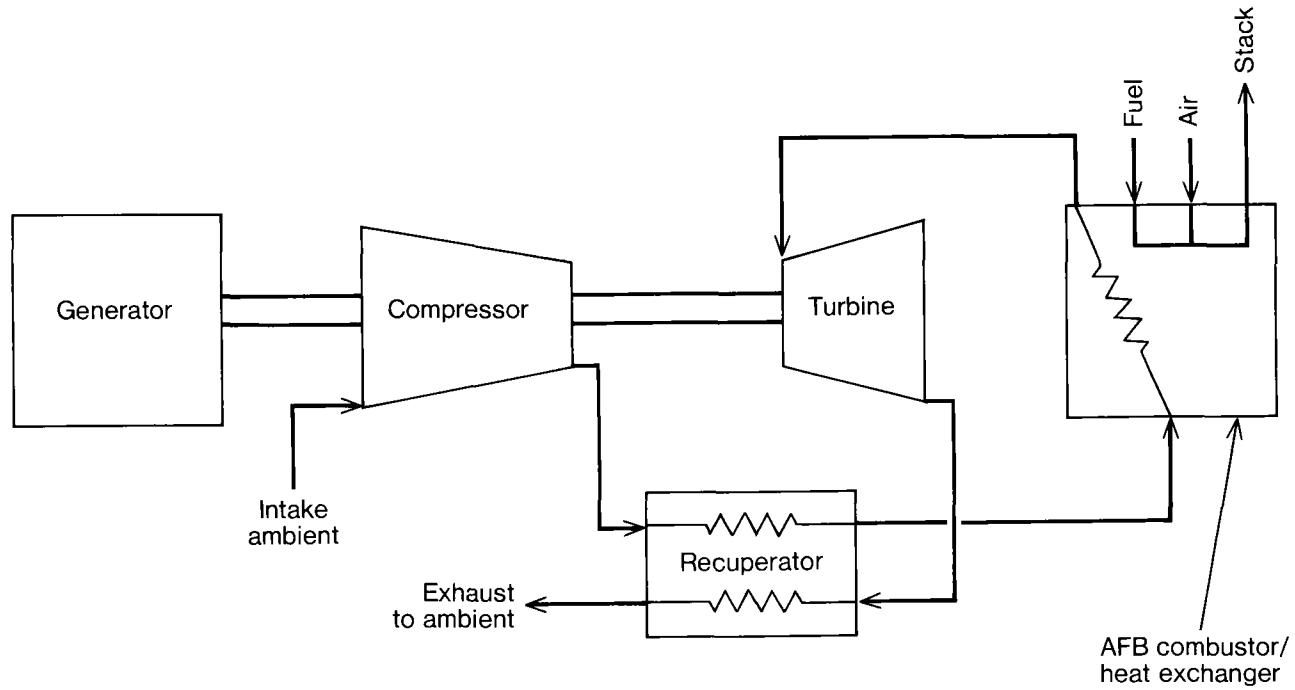 Stack
Fuel
Air
Generator
Compressor
Turbine
Intake
ambient
Recuperator
Exhaust
to ambient
AFB combustor/
heat exchanger